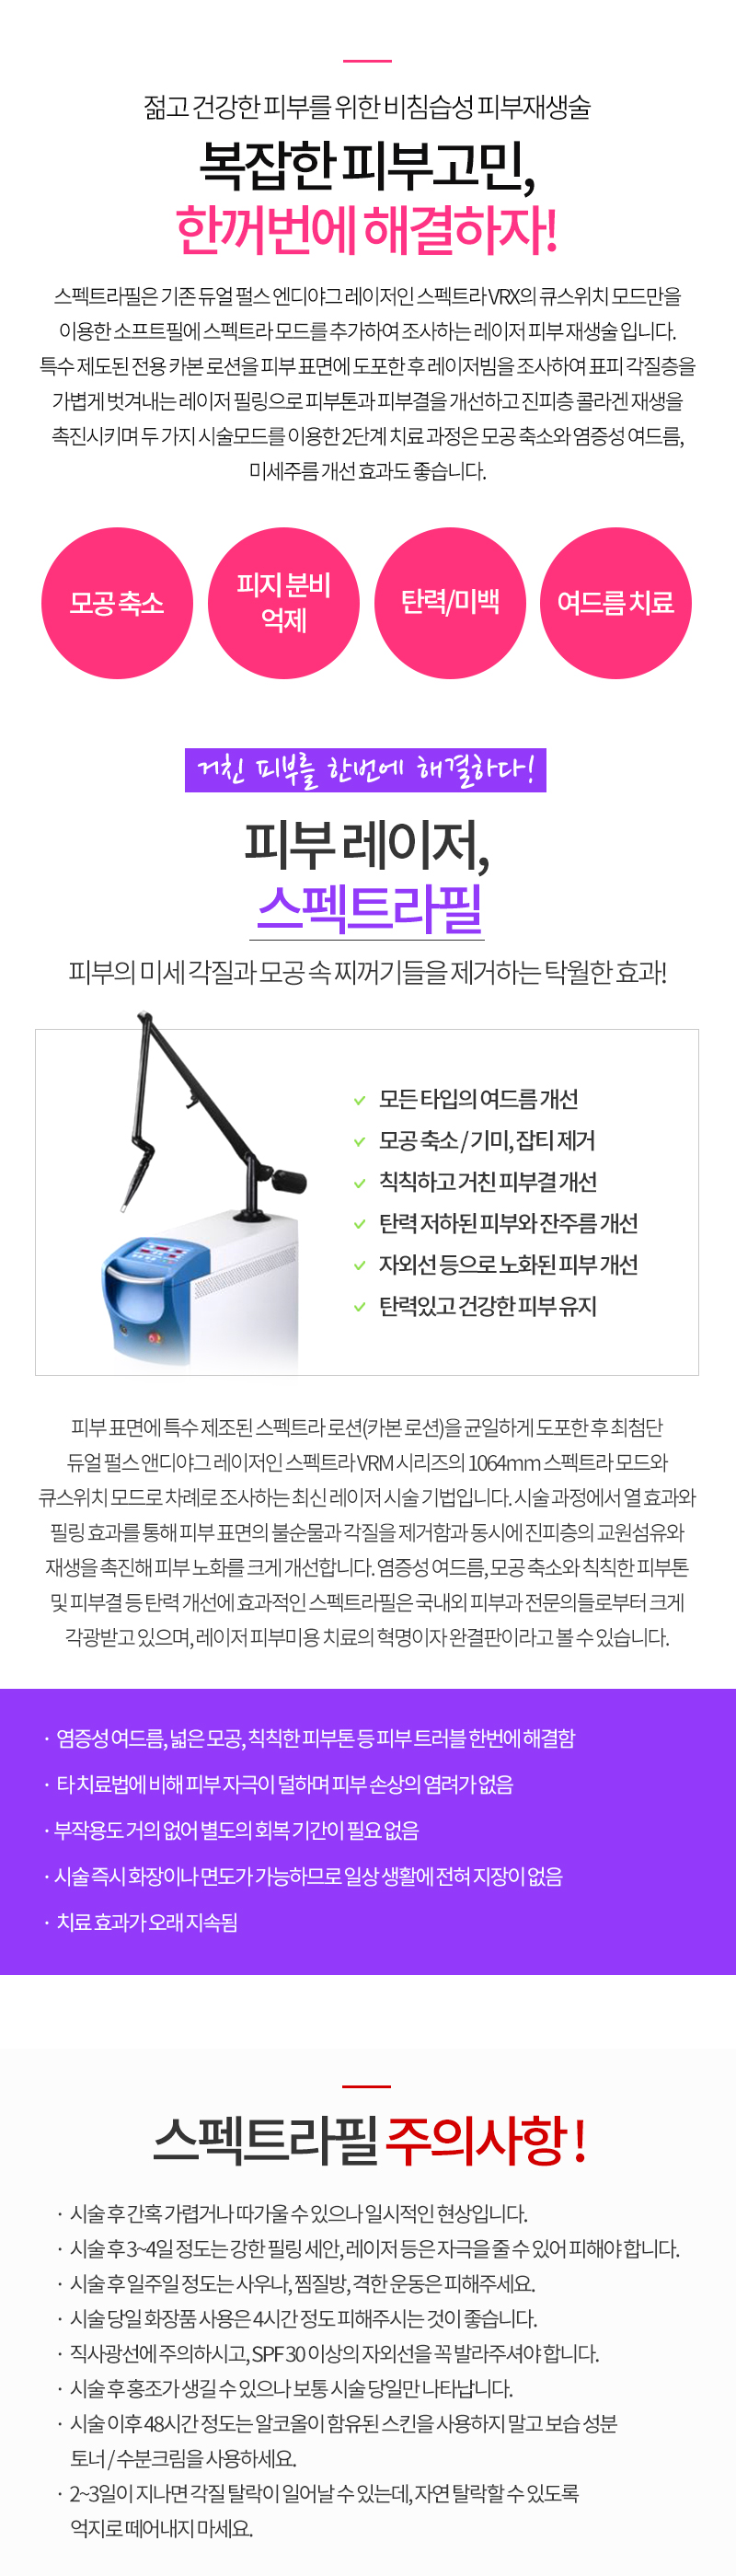 젊고 건강한 피부를 위한 비침습성 피부재생술
복잡한 피부고민,
한꺼번에 해결하자!
스펙트라필은 기존 듀얼 펄스 엔디야그 레이저인 스펙트라 VRX의 큐스위치 모드만을
이용한 소프트필에 스펙트라 모드를 추가하여 조사하는 레이저 피부 재생술 입니다.
특수 제도된 전용 카본 로션을 피부 표면에 도포한 후 레이저빔을 조사하여 표피 각질층을
가볍게 벗겨내는 레이저 필링으로 피부톤과 피부결을 개선하고 진피층 콜라겐 재생을
촉진시키며 두 가지 시술모드를 이용한 2단계 치료 과정은 모공 축소와 염증성 여드름,
미세주름 개선 효과도 좋습니다.
모공 축소
피지 분비
억제
탄력/미백
여드름 치료
거친 피부를 한번에 해결하다!
피부 레이저,
스펙트라필
피부의 미세 각질과 모공 속 찌꺼기들을 제거하는 탁월한 효과!
모든 타입의 여드름 개선
모공 축소 / 기미, 잡티 제거
칙칙하고 거친 피부결 개선
탄력 저하된 피부와 잔주름 개선
자외선 등으로 노화된 피부 개선
탄력있고 건강한 피부 유지
피부 표면에 특수 제조된 스펙트라 로션(카본 로션)을 균일하게 도포한 후 최첨단
듀얼 펄스 앤디야그 레이저인 스펙트라 VRM 시리즈의 1064mm 스펙트라 모드와
큐스위치 모드로 차례로 조사하는 최신 레이저 시술 기법입니다. 시술 과정에서 열 효과와
필링 효과를 통해 피부 표면의 불순물과 각질을 제거함과 동시에 진피층의 교원섬유와
재생을 촉진해 피부 노화를 크게 개선합니다. 염증성 여드름, 모공 축소와 칙칙한 피부톤
및 피부결 등 탄력 개선에 효과적인 스펙트라필은 국내외 피부과 전문의들로부터 크게
각광받고 있으며, 레이저 피부미용 치료의 혁명이자 완결판이라고 볼 수 있습니다.
· 염증성 여드름, 넓은 모공, 칙칙한 피부톤 등 피부 트러블 한번에 해결함
· 타 치료법에 비해 피부 자극이 덜하며 피부 손상의 염려가 없음
· 부작용도 거의 없어 별도의 회복 기간이 필요 없음
· 시술 즉시 화장이나 면도가 가능하므로 일상 생활에 전혀 지장이 없음
· 치료 효과가 오래 지속됨
스펙트라필 주의사항 !
· 시술 후 간혹 가렵거나 따가울 수 있으나 일시적인 현상입니다.
· 시술 후 3~4일 정도는 강한 필링 세안, 레이저 등은 자극을 줄 수 있어 피해야 합니다.
· 시술 후 일주일 정도는 사우나, 찜질방, 격한 운동은 피해주세요.
· 시술 당일 화장품 사용은 4시간 정도 피해주시는 것이 좋습니다.
· 직사광선에 주의하시고, SPF 30 이상의 자외선을 꼭 발라주셔야 합니다.
· 시술 후 홍조가 생길 수 있으나 보통 시술 당일만 나타납니다.
· 시술 이후 48시간 정도는 알코올이 함유된 스킨을 사용하지 말고 보습 성분
토너 / 수분크림을 사용하세요.
· 2~3일이 지나면 각질 탈락이 일어날 수 있는데, 자연 탈락할 수 있도록
억지로 떼어내지 마세요.